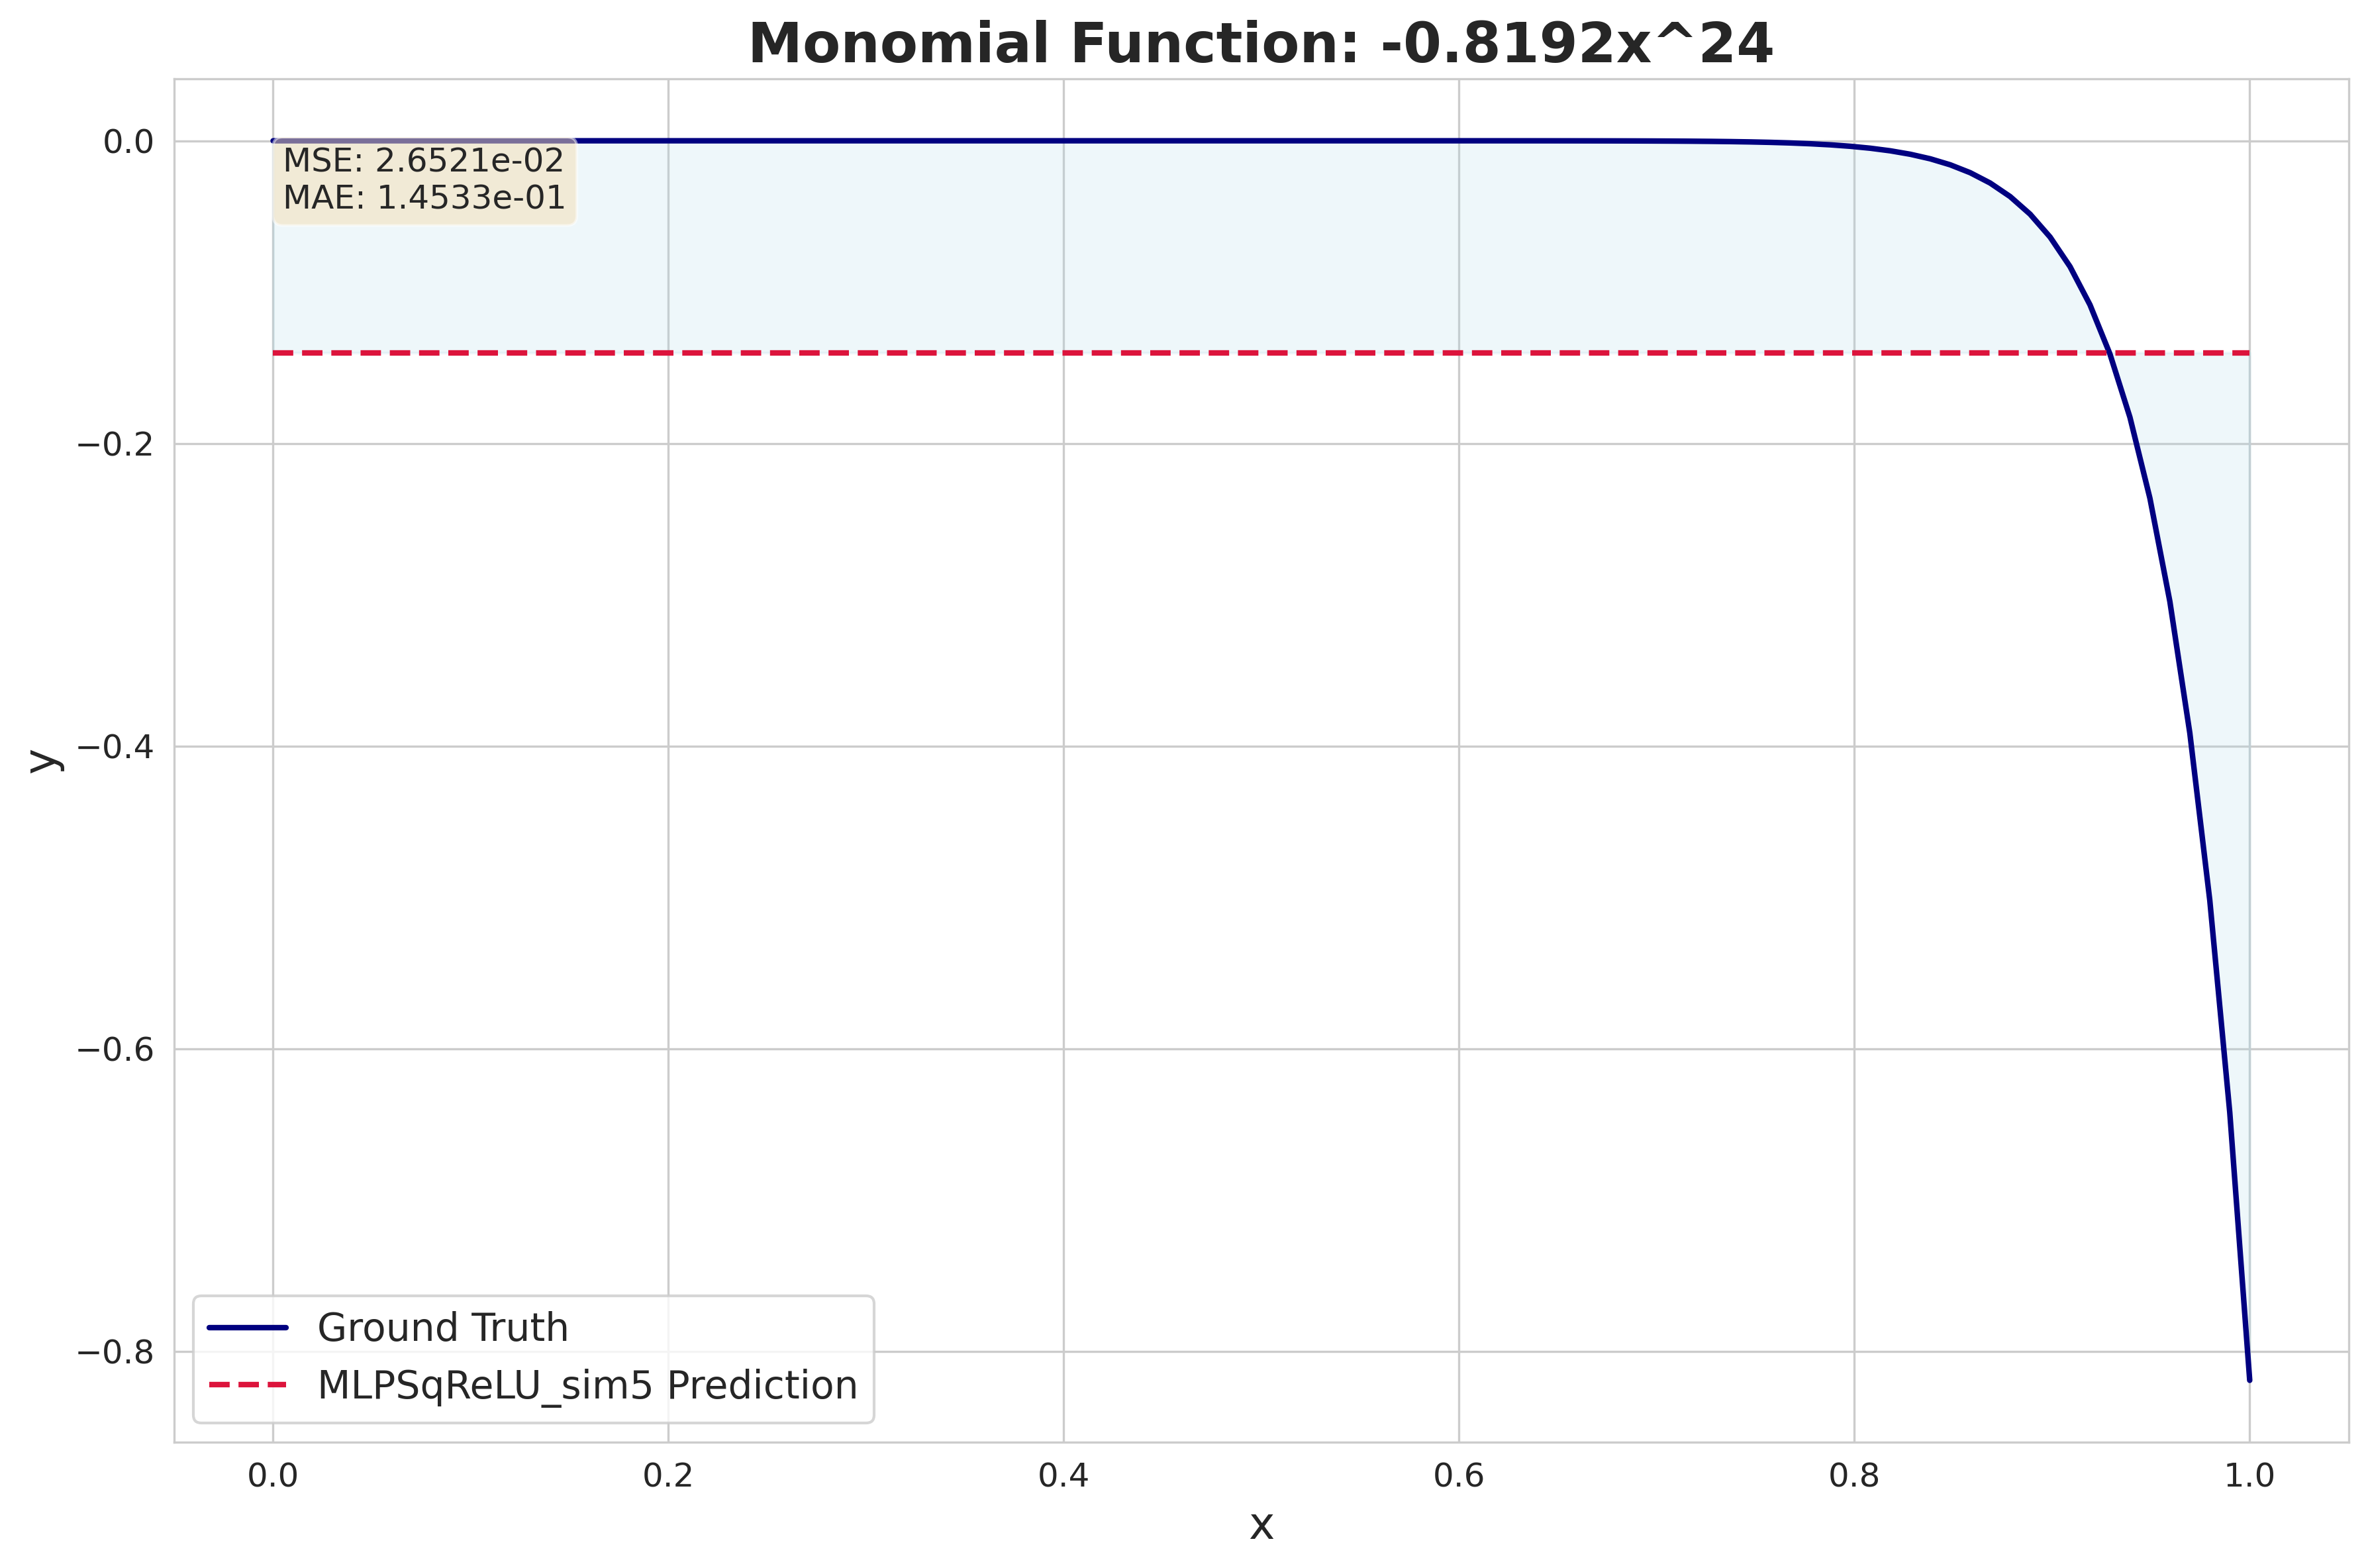 Monomial Function: -0.8192x^24
MSE: 2.6521e-02
MAE: 1.4533e-01
0.0
−0.2
−0.4
−0.6
−0.8
y
Ground Truth
MLPSqReLU_sim5 Prediction
0.0 0.2 0.4 0.6 0.8 1.0
x